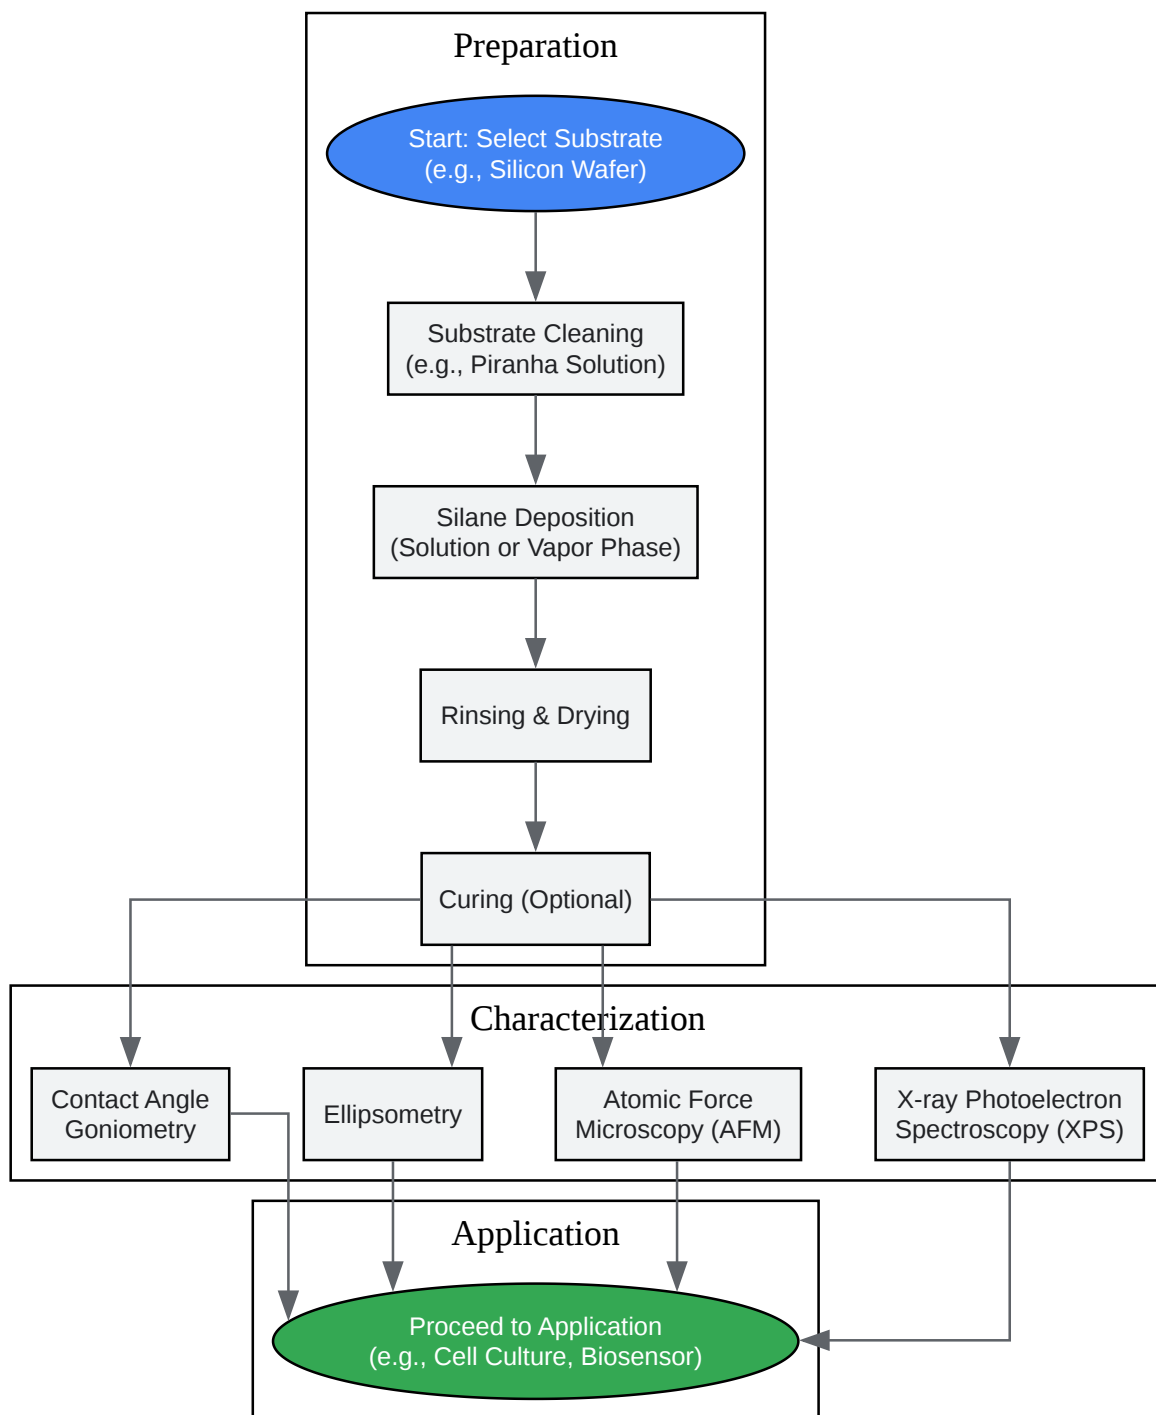 Preparation
Start: Select Substrate
(e.g., Silicon Wafer)
Substrate Cleaning
(e.g., Piranha Solution)
Silane Deposition
(Solution or Vapor Phase)
Rinsing & Drying
Curing (Optional)
Characterization
Contact Angle
Goniometry
Ellipsometry
Atomic Force
Microscopy (AFM)
X-ray Photoelectron
Spectroscopy (XPS)
Application
Proceed to Application
(e.g., Cell Culture, Biosensor)